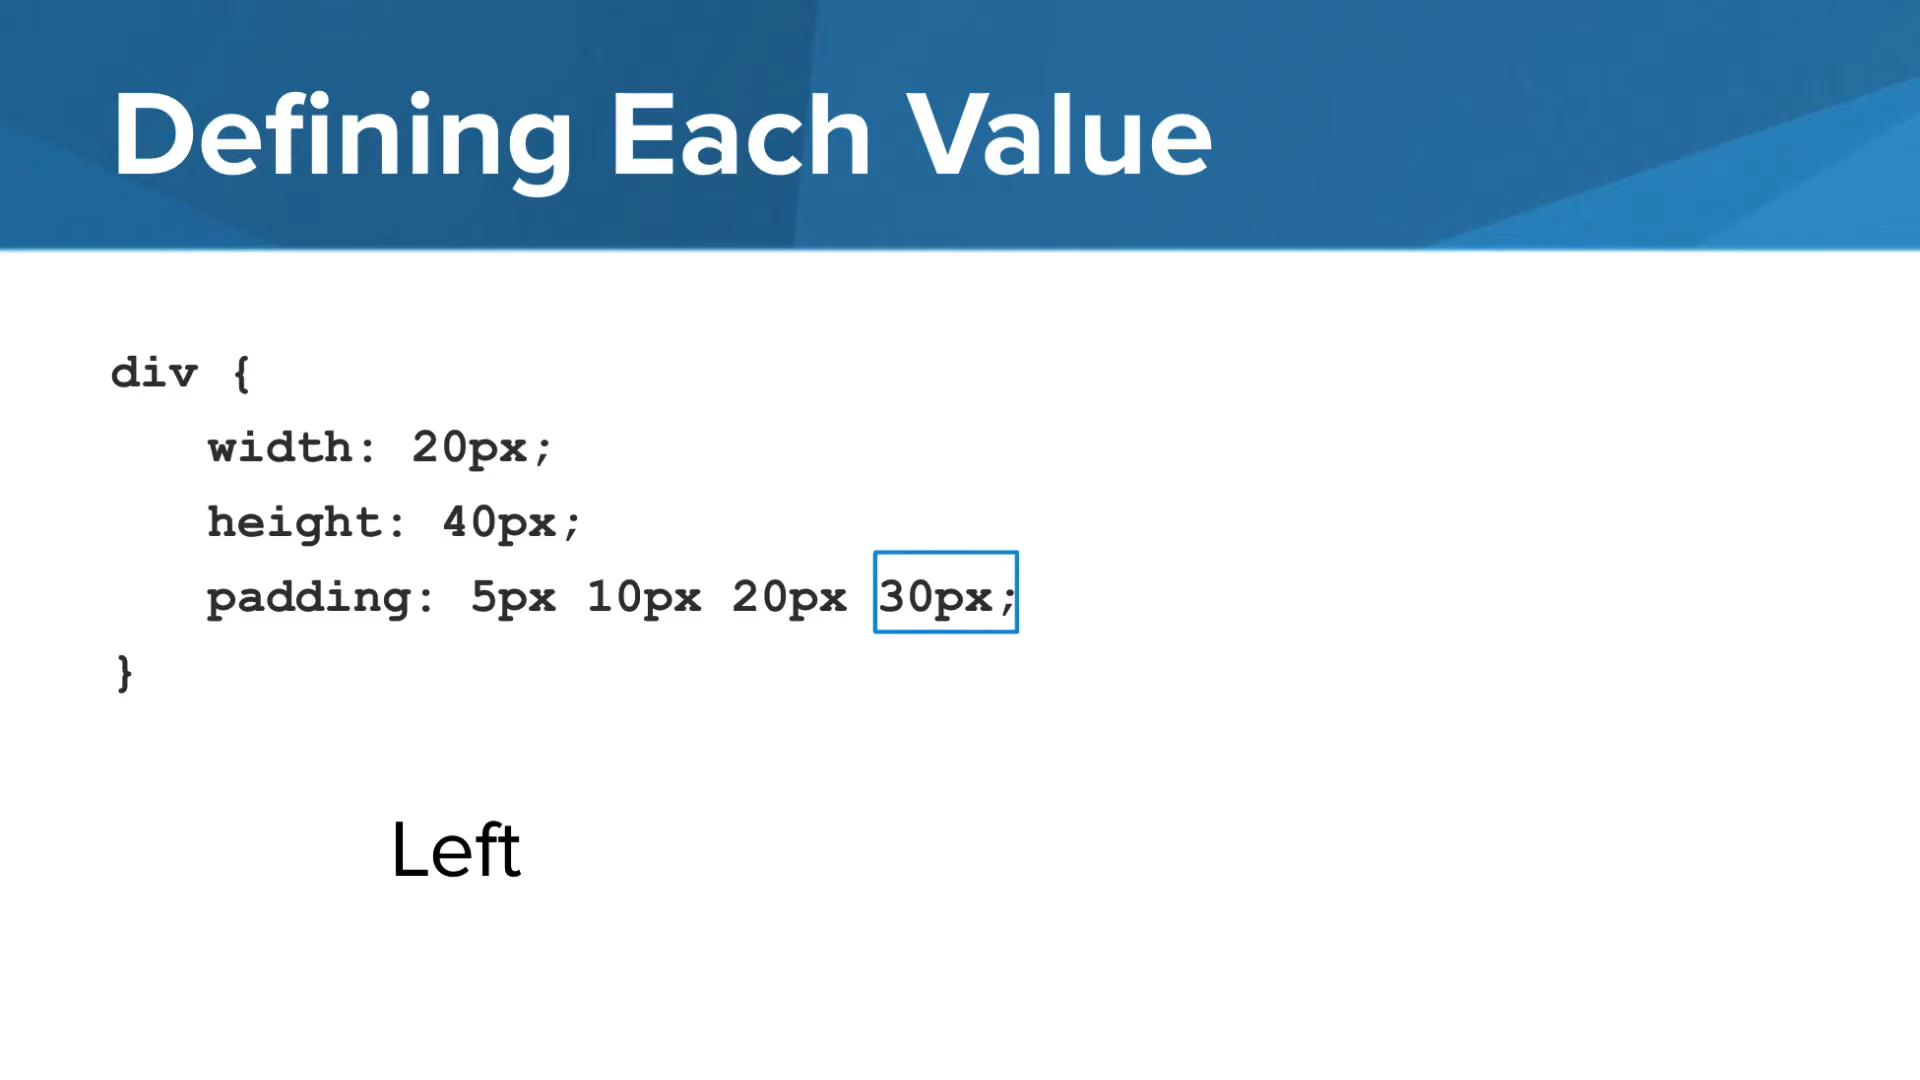 Defining Each Value
div {
    width: 20px;
    height: 40px;
    padding: 5px 10px 20px 30px;
}
Left